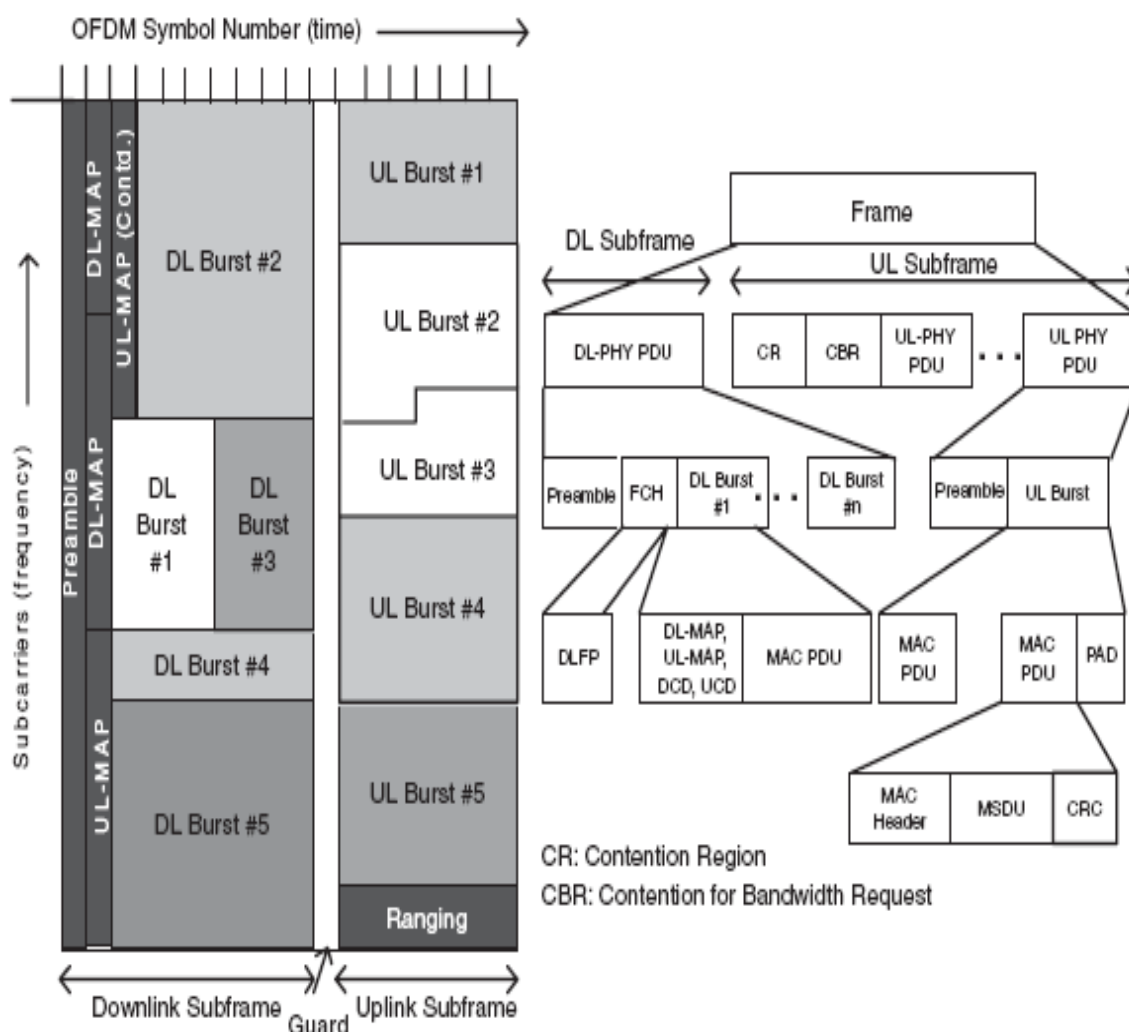 OFDM Symbol Number (time)
Subcarriers (frequency)
Preamble
DL-MAP
DL-MAP
UL-MAP
UL-MAP (Contd.)
DL Burst #2
DL
Burst
#1
DL
Burst
#3
DL Burst #4
DL Burst #5
UL Burst #1
UL Burst #2
UL Burst #3
UL Burst #4
UL Burst #5
Ranging
Downlink Subframe
Guard
Uplink Subframe
Frame
DL Subframe
UL Subframe
DL-PHY PDU
CR
CBR
UL-PHY
PDU
UL PHY
PDU
Preamble
FCH
DL Burst
#1
DL Burst
#n
Preamble
UL Burst
DLFP
DL-MAP,
UL-MAP,
DCD, UCD
MAC PDU
MAC
PDU
MAC
PDU
PAD
MAC
Header
MSDU
CRC
CR: Contention Region
CBR: Contention for Bandwidth Request